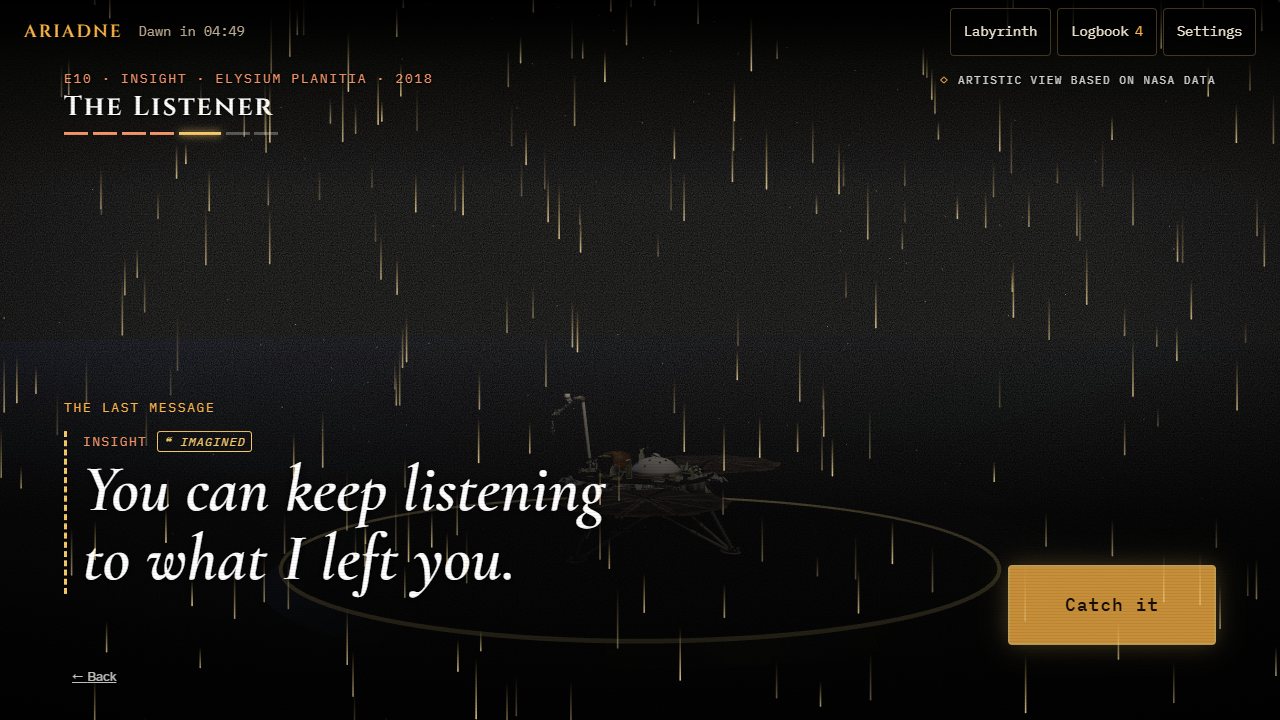 ARIADNE Dawn in 04:49 Labyrinth Logbook 4 Settings
E10 · INSIGHT · ELYSIUM PLANITIA · 2018
◇ ARTISTIC VIEW BASED ON NASA DATA
THE LISTENER
THE LAST MESSAGE
INSIGHT ❝ IMAGINED
You can keep listening
to what I left you.
Catch it
← Back